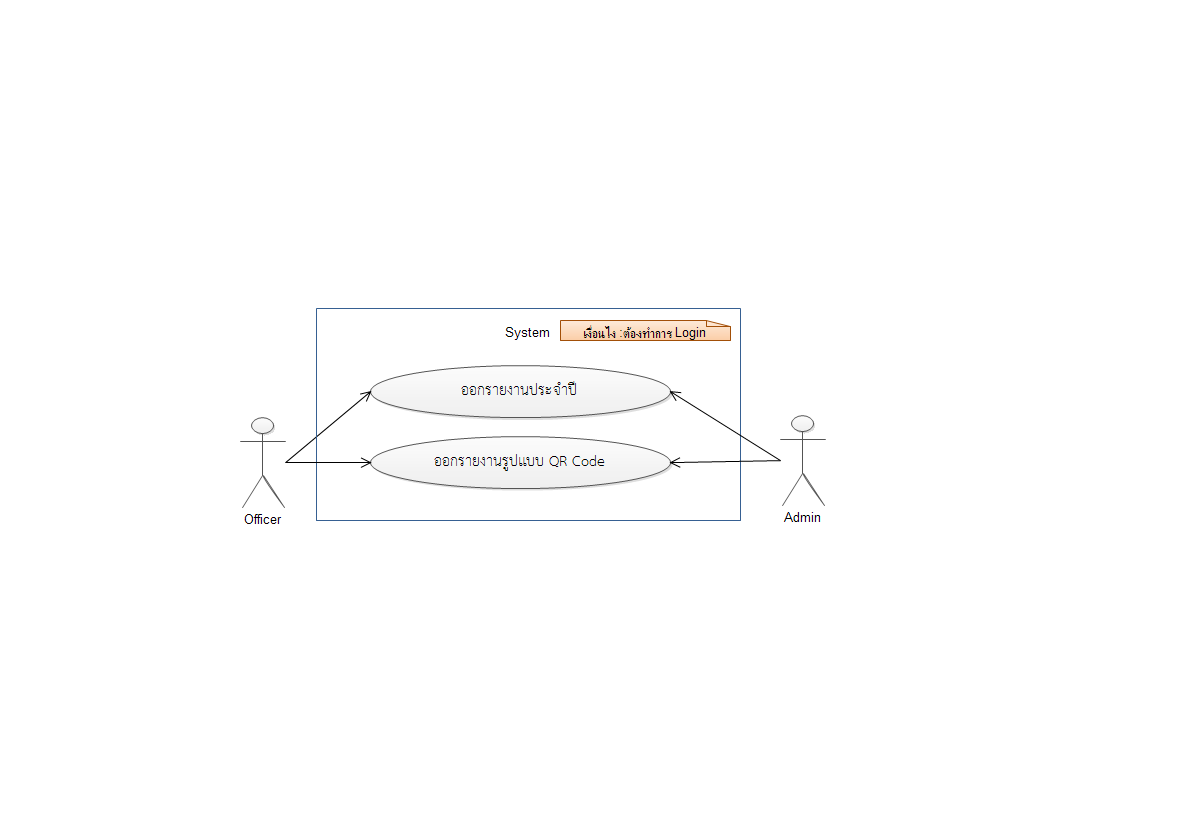 System
เงื่อนไง :ต้องทำการ Login
ออกรายงานประจำปี
ออกรายงานรูปแบบ QR Code
Officer
Admin